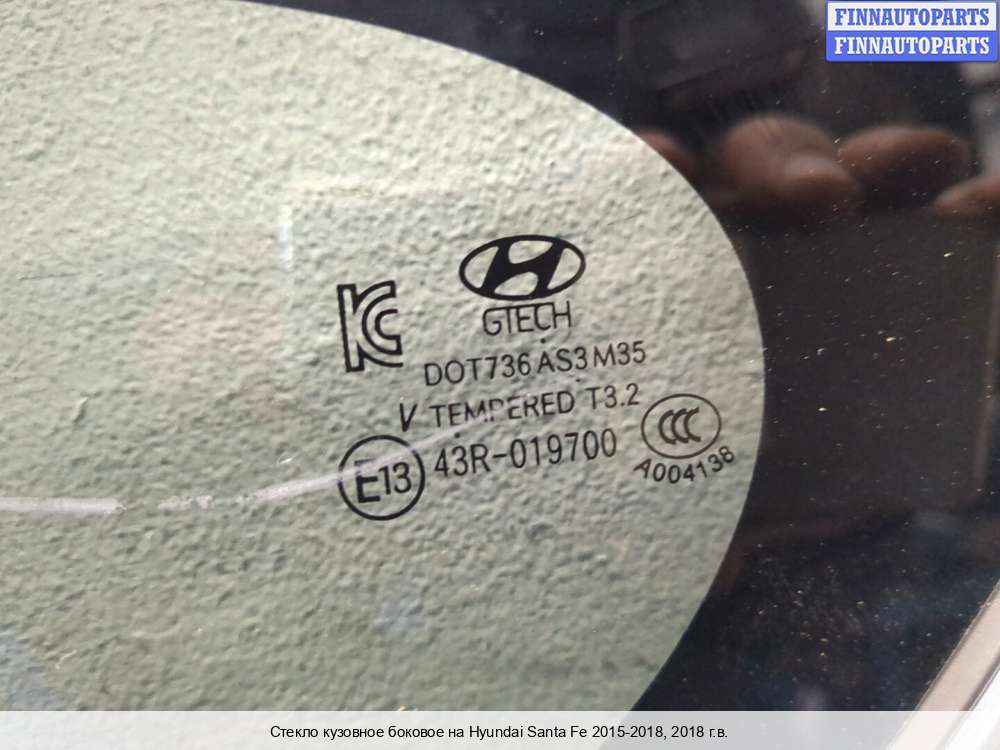 FINNAUTOPARTS
FINNAUTOPARTS
GTECH
DOT736 AS3 M35
V TEMPERED T3.2
E13 43R-019700
CCC
A004138
KC
Стекло кузовное боковое на Hyundai Santa Fe 2015-2018, 2018 г.в.